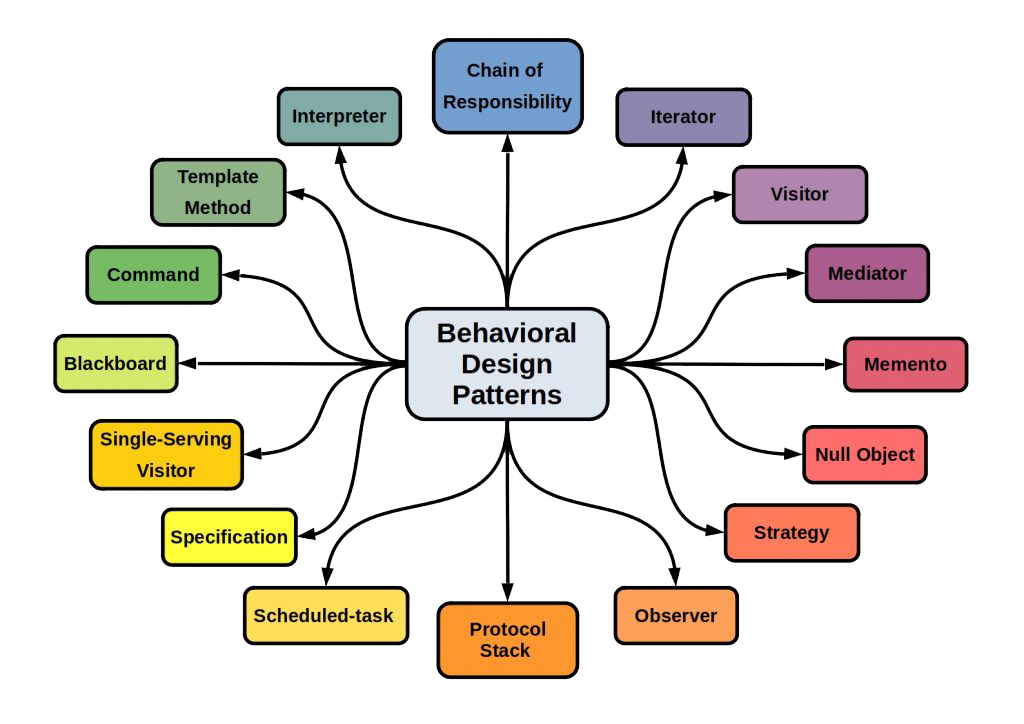 Chain of
Responsibility
Interpreter
Iterator
Template
Method
Visitor
Command
Mediator
Behavioral
Design
Patterns
Blackboard
Memento
Single-Serving
Visitor
Null Object
Specification
Strategy
Scheduled-task
Protocol
Stack
Observer